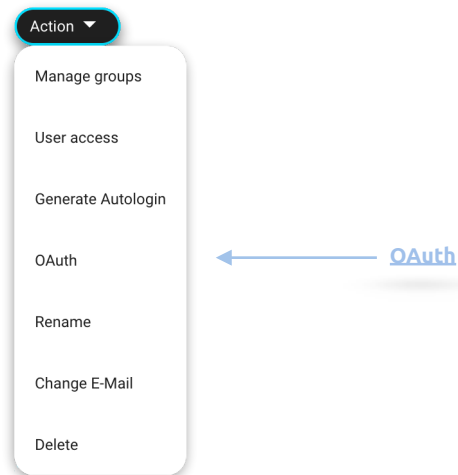 Action
Manage groups
User access
Generate Autologin
OAuth
OAuth
Rename
Change E-Mail
Delete